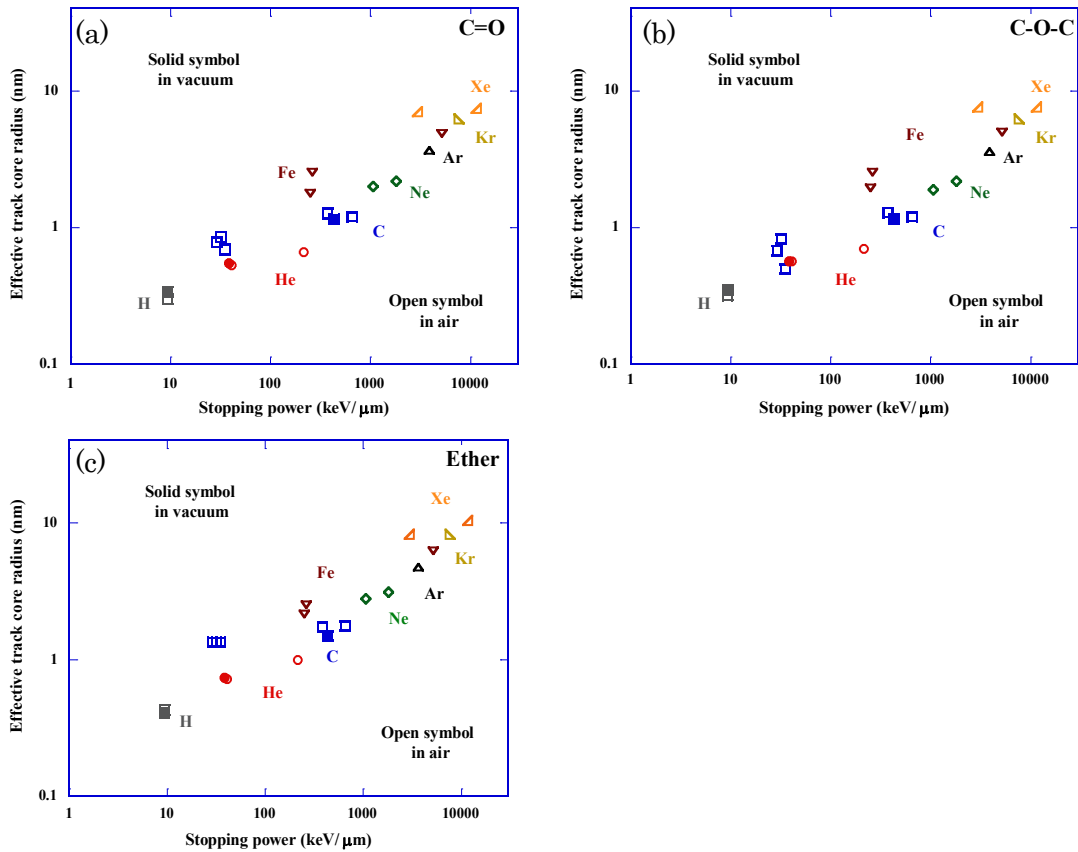 (a)
C=O
Solid symbol
in vacuum
Xe
Kr
Fe
Ar
Ne
C
He
H
Open symbol
in air
Effective track core radius (nm)
10
1
0.1
1
10
100
1000
10000
Stopping power (keV/μm)
(b)
C-O-C
Solid symbol
in vacuum
Xe
Kr
Fe
Ar
Ne
C
He
H
Open symbol
in air
Effective track core radius (nm)
10
1
0.1
1
10
100
1000
10000
Stopping power (keV/μm)
(c)
Ether
Solid symbol
in vacuum
Xe
Kr
Fe
Ar
Ne
C
He
H
Open symbol
in air
Effective track core radius (nm)
10
1
0.1
1
10
100
1000
10000
Stopping power (keV/μm)